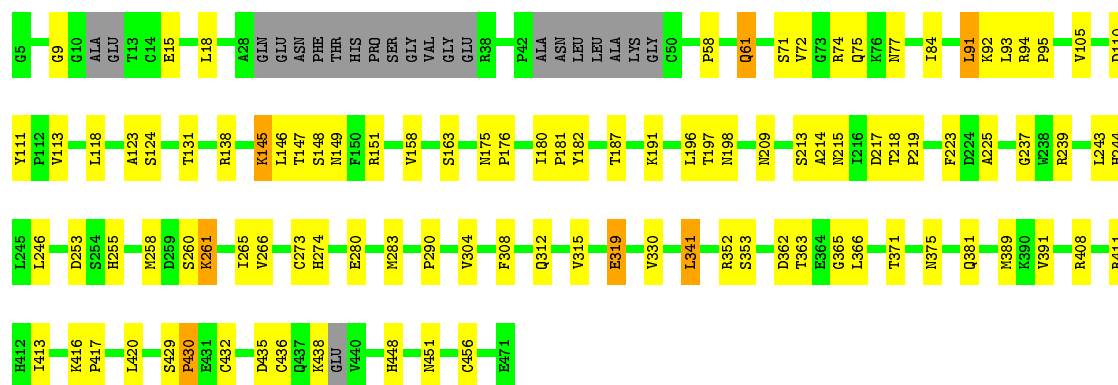 G5 G9 G10 ALA GLU T13 C14 E15 L18 A28 GLN GLU ASN PHE THR HIS PRO SER GLY VAL GLY GLU R38 P42 ALA ASN LEU LEU ALA LYS GLY C50 P58 Q61 S71 V72 G73 R74 Q75 K76 N77 I84 L91 K92 L93 R94 P95 V105 D110
Y111 P112 V113 L118 A123 S124 T131 R138 K145 L146 T147 S148 N149 F150 R151 V158 S163 N175 P176 I180 P181 Y182 T187 K191 L196 T197 N198 N209 S213 A214 N215 I216 D217 T218 P219 F223 D224 A225 G237 W238 R239 L243 H244
L245 L246 D253 S254 H255 M258 D259 S260 K261 I265 V266 C273 H274 E280 M283 P290 V304 F308 Q312 V315 E319 V330 L341 R352 S353 D362 T363 E364 G365 L366 T371 N375 Q381 M389 K390 V391 R408 R411
H412 I413 K416 P417 L420 S429 P430 E431 C432 D435 C436 Q437 K438 GLU V440 H448 N451 C456 E471